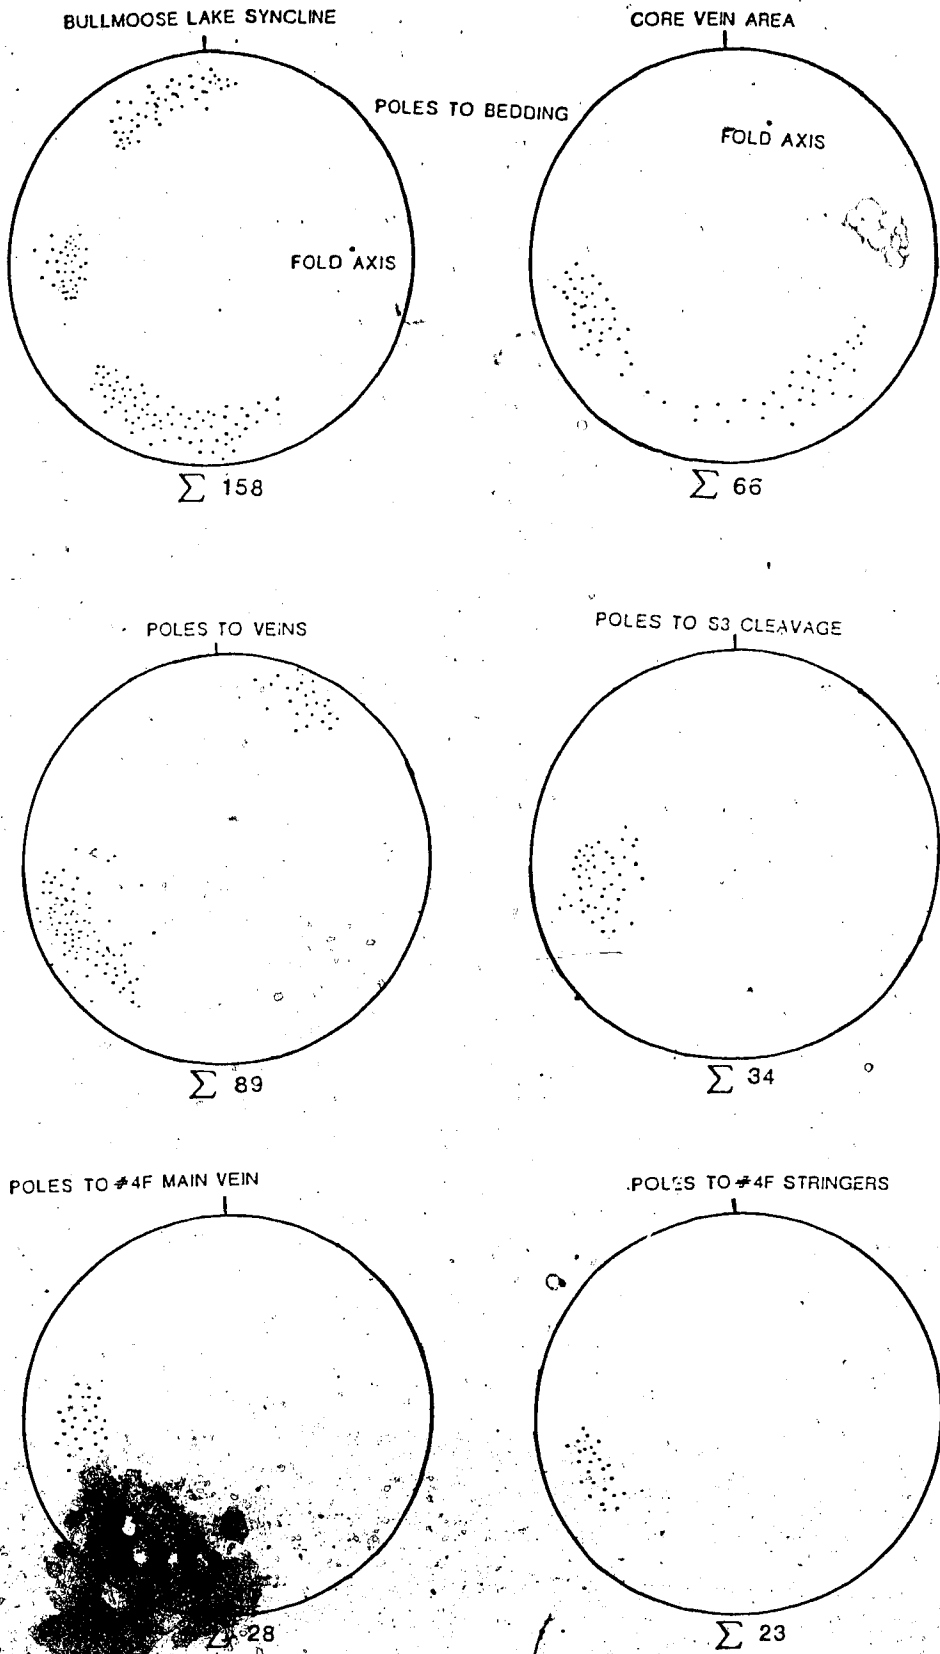 BULLMOOSE LAKE SYNCLINE
CORE VEIN AREA
POLES TO BEDDING
FOLD AXIS
FOLD AXIS
∑ 158
∑ 66
POLES TO VEINS
POLES TO S3 CLEAVAGE
∑ 89
∑ 34
POLES TO #4F MAIN VEIN
POLES TO #4F STRINGERS
∑ 28
∑ 23